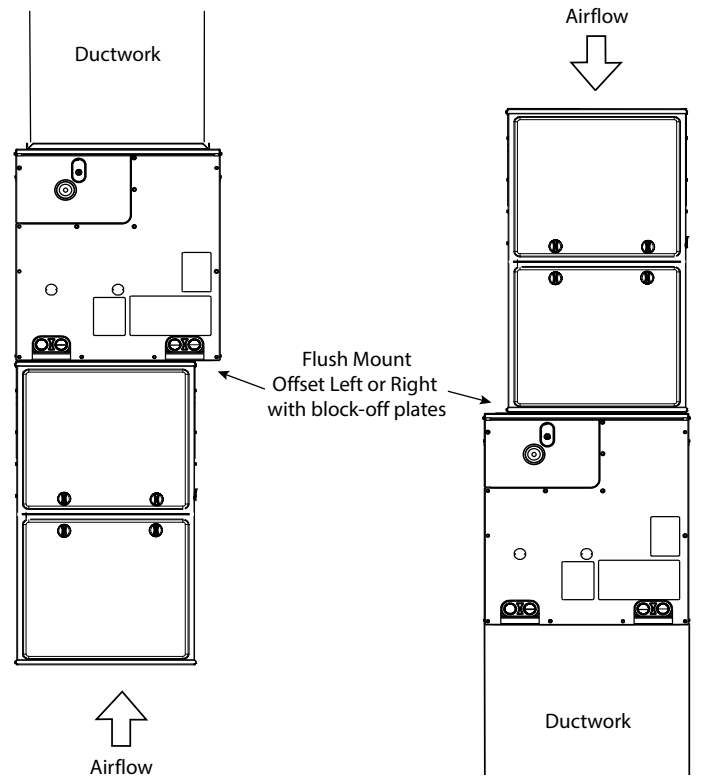 Ductwork
Airflow
Flush Mount
Offset Left or Right
with block-off plates
Airflow
Ductwork